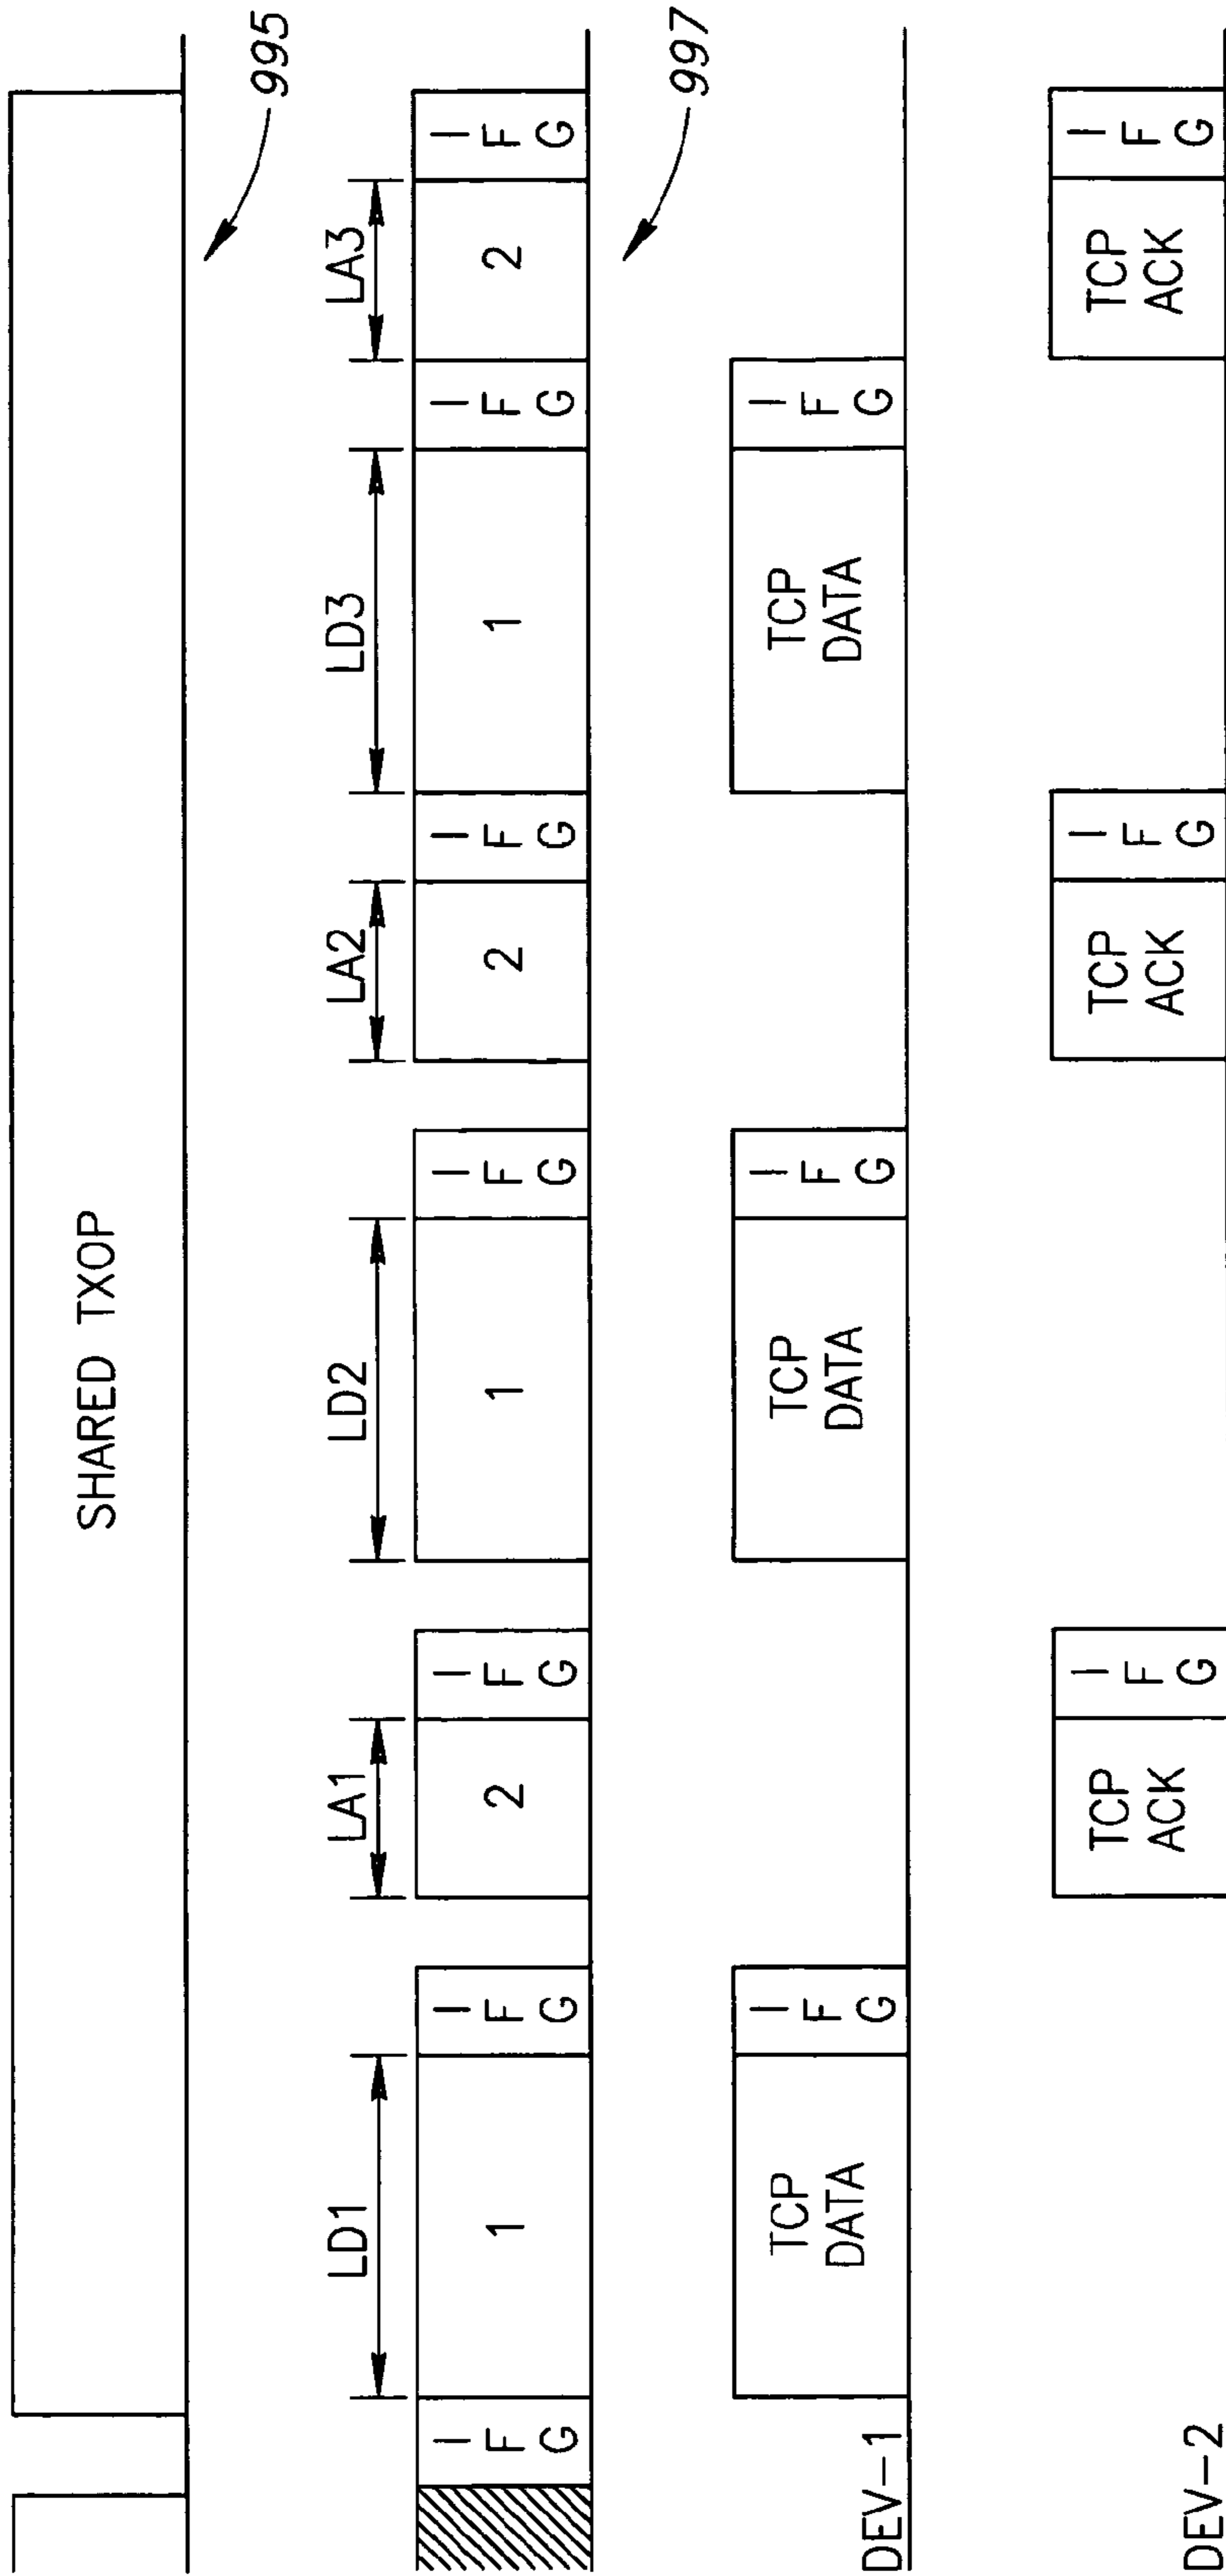 SHARED TXOP
995
LD1 LA1 LD2 LA2 LD3 LA3
IFG 1 IFG 2 IFG 1 IFG 2 IFG 1 IFG 2 IFG
997
DEV-1
TCP DATA IFG TCP DATA IFG TCP DATA IFG
DEV-2
TCP ACK IFG TCP ACK IFG TCP ACK IFG